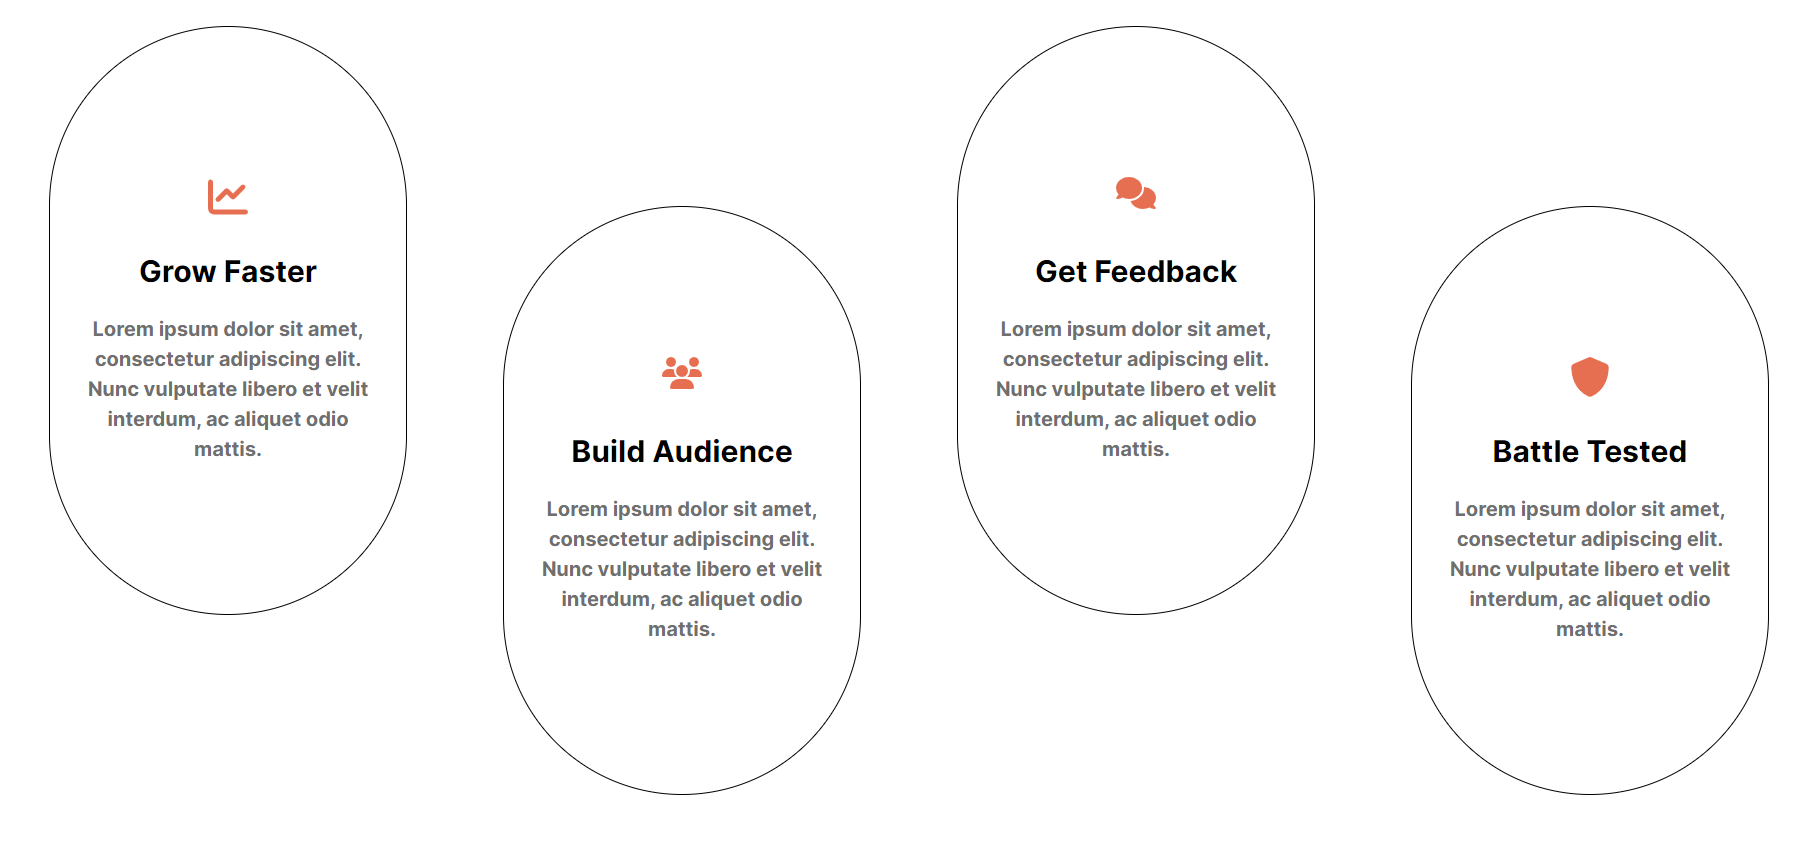 Grow Faster
Lorem ipsum dolor sit amet,
consectetur adipiscing elit.
Nunc vulputate libero et velit
interdum, ac aliquet odio
mattis.
Build Audience
Lorem ipsum dolor sit amet,
consectetur adipiscing elit.
Nunc vulputate libero et velit
interdum, ac aliquet odio
mattis.
Get Feedback
Lorem ipsum dolor sit amet,
consectetur adipiscing elit.
Nunc vulputate libero et velit
interdum, ac aliquet odio
mattis.
Battle Tested
Lorem ipsum dolor sit amet,
consectetur adipiscing elit.
Nunc vulputate libero et velit
interdum, ac aliquet odio
mattis.